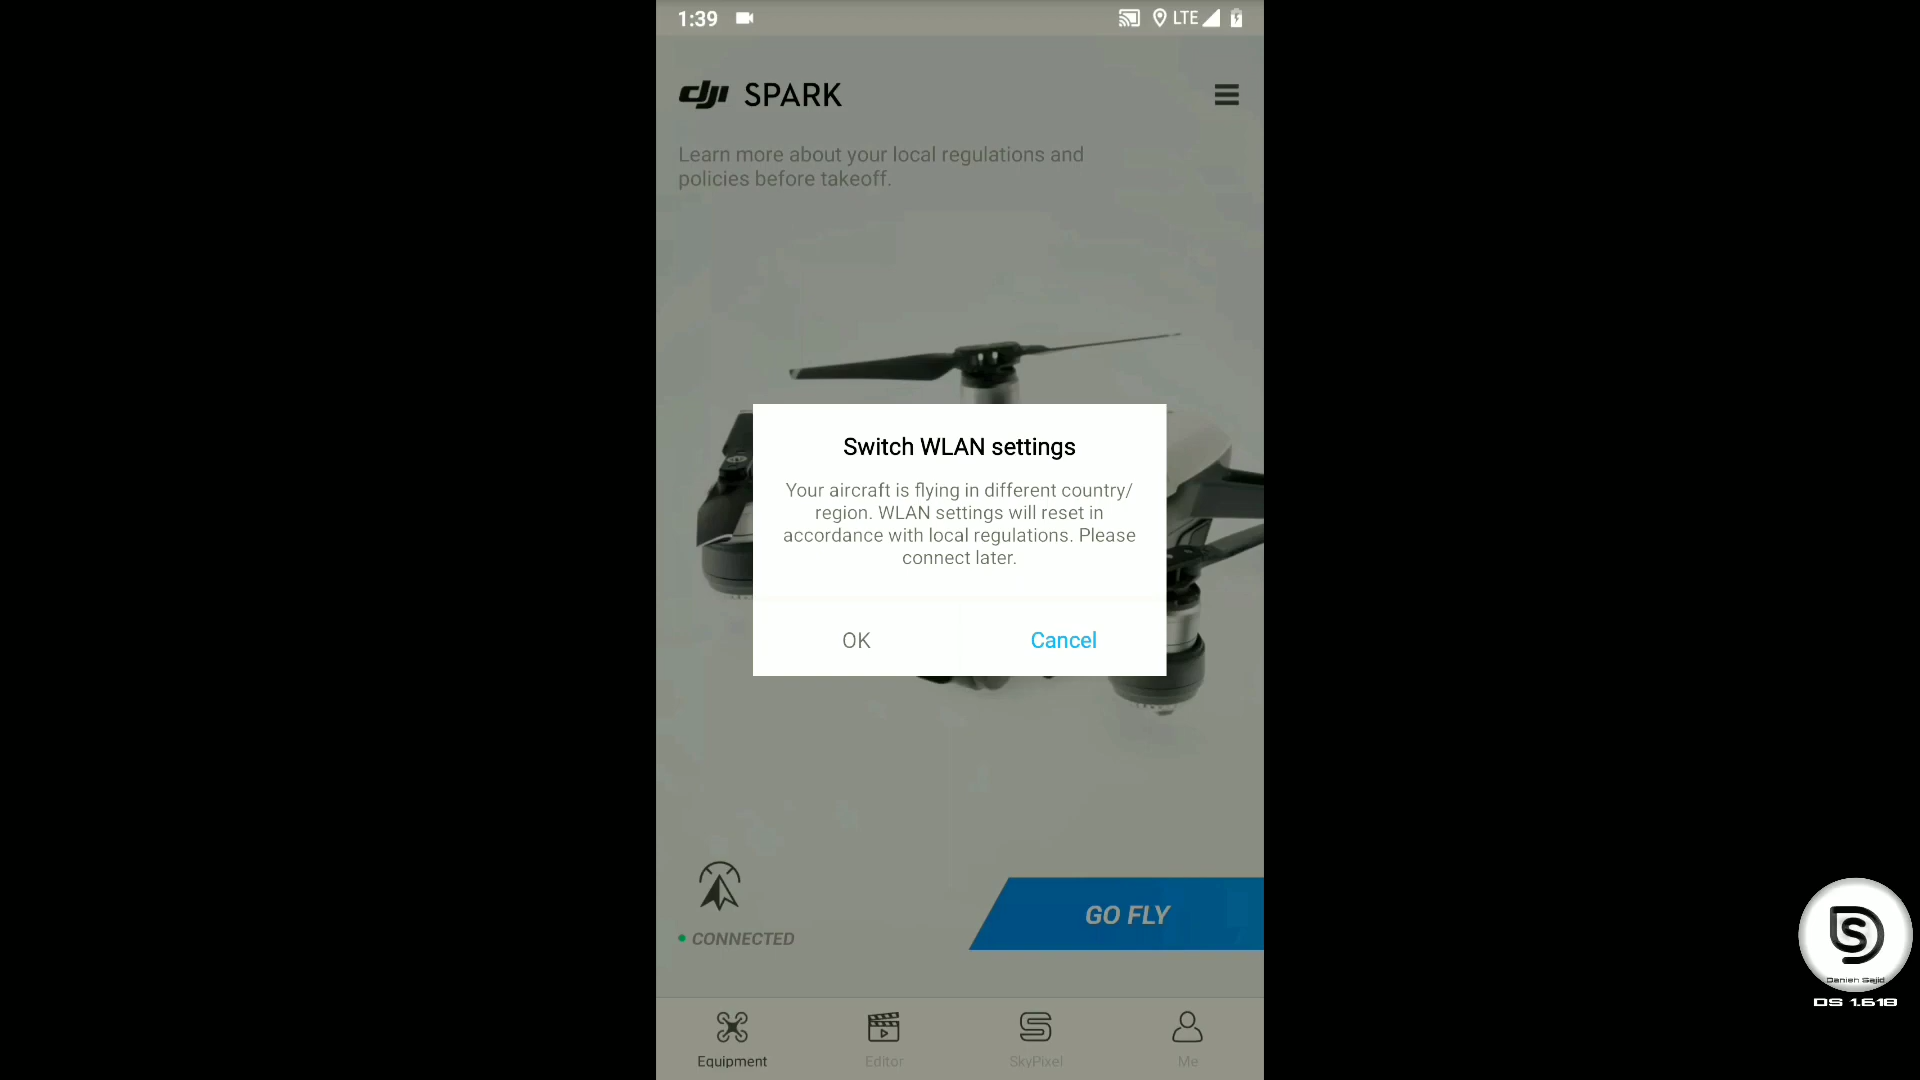 1:39
LTE
dji SPARK
Learn more about your local regulations and
policies before takeoff.
Switch WLAN settings
Your aircraft is flying in different country/
region. WLAN settings will reset in
accordance with local regulations. Please
connect later.
OK
Cancel
GO FLY
CONNECTED
Equipment
Editor
SkyPixel
Me
Danish Sajid
DS 1.618